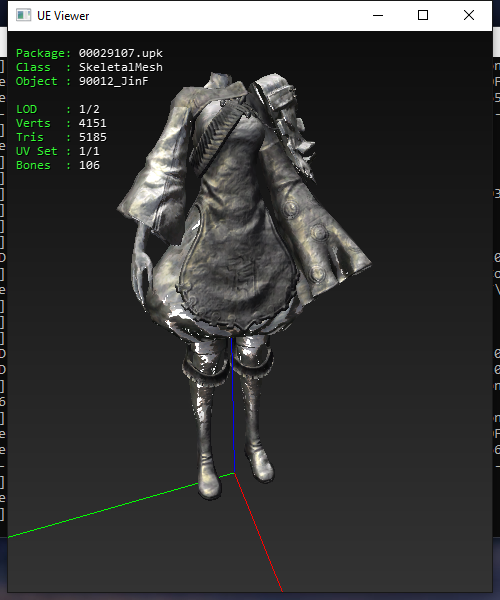 UE Viewer
Package: 00029107.upk
Class : SkeletalMesh
Object : 90012_JinF
LOD : 1/2
Verts : 4151
Tris : 5185
UV Set : 1/1
Bones : 106